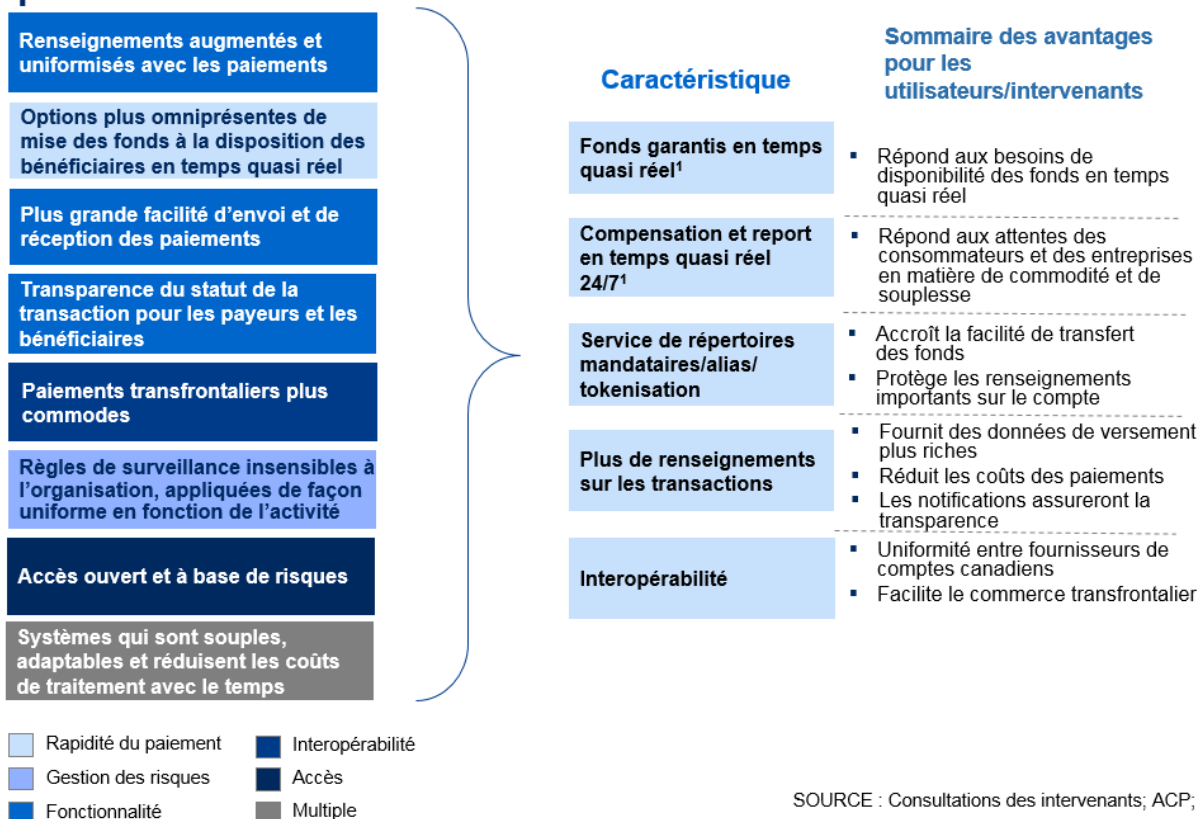 Renseignements augmentés et
uniformisés avec les paiements
Options plus omniprésentes de
mise des fonds à la disposition des
bénéficiaires en temps quasi réel
Plus grande facilité d’envoi et de
réception des paiements
Transparence du statut de la
transaction pour les payeurs et les
bénéficiaires
Paiements transfrontaliers plus
commodes
Règles de surveillance insensibles à
l’organisation, appliquées de façon
uniforme en fonction de l’activité
Accès ouvert et à base de risques
Systèmes qui sont souples,
adaptables et réduisent les coûts
de traitement avec le temps
Rapidité du paiement
Gestion des risques
Fonctionnalité
Interopérabilité
Accès
Multiple
Caractéristique
Sommaire des avantages
pour les
utilisateurs/intervenants
Fonds garantis en temps
quasi réel¹
▪ Répond aux besoins de
disponibilité des fonds en temps
quasi réel
Compensation et report
en temps quasi réel
24/7¹
▪ Répond aux attentes des
consommateurs et des entreprises
en matière de commodité et de
souplesse
Service de répertoires
mandataires/alias/
tokenisation
▪ Accroît la facilité de transfert
des fonds
▪ Protège les renseignements
importants sur le compte
Plus de renseignements
sur les transactions
▪ Fournit des données de versement
plus riches
▪ Réduit les coûts des paiements
▪ Les notifications assureront la
transparence
Interopérabilité
▪ Uniformité entre fournisseurs de
comptes canadiens
▪ Facilite le commerce transfrontalier
SOURCE : Consultations des intervenants; ACP;